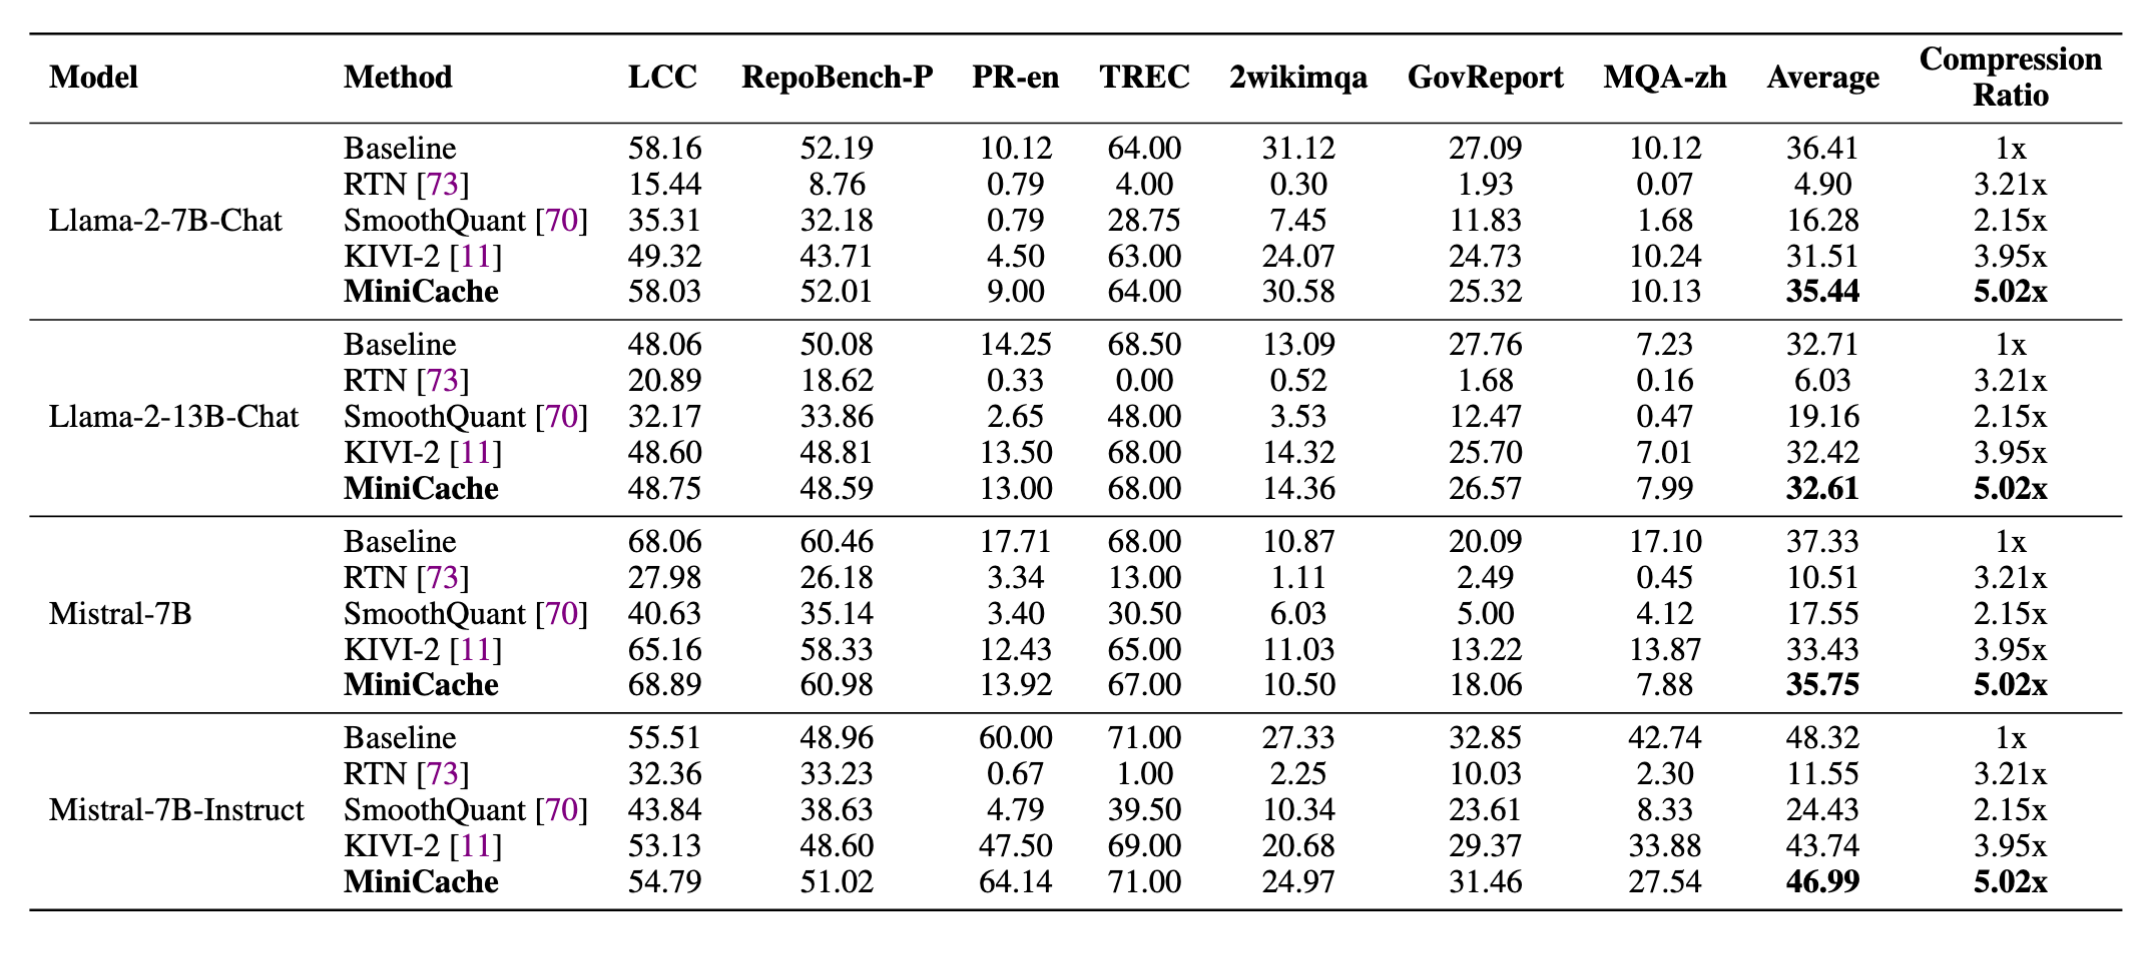 Model Method LCC RepoBench-P PR-en TREC 2wikimqa GovReport MQA-zh Average Compression Ratio
Baseline 58.16 52.19 10.12 64.00 31.12 27.09 10.12 36.41 1x
RTN [73] 15.44 8.76 0.79 4.00 0.30 1.93 0.07 4.90 3.21x
Llama-2-7B-Chat SmoothQuant [70] 35.31 32.18 0.79 28.75 7.45 11.83 1.68 16.28 2.15x
KIVI-2 [11] 49.32 43.71 4.50 63.00 24.07 24.73 10.24 31.51 3.95x
MiniCache 58.03 52.01 9.00 64.00 30.58 25.32 10.13 35.44 5.02x
Baseline 48.06 50.08 14.25 68.50 13.09 27.76 7.23 32.71 1x
RTN [73] 20.89 18.62 0.33 0.00 0.52 1.68 0.16 6.03 3.21x
Llama-2-13B-Chat SmoothQuant [70] 32.17 33.86 2.65 48.00 3.53 12.47 0.47 19.16 2.15x
KIVI-2 [11] 48.60 48.81 13.50 68.00 14.32 25.70 7.01 32.42 3.95x
MiniCache 48.75 48.59 13.00 68.00 14.36 26.57 7.99 32.61 5.02x
Baseline 68.06 60.46 17.71 68.00 10.87 20.09 17.10 37.33 1x
RTN [73] 27.98 26.18 3.34 13.00 1.11 2.49 0.45 10.51 3.21x
Mistral-7B SmoothQuant [70] 40.63 35.14 3.40 30.50 6.03 5.00 4.12 17.55 2.15x
KIVI-2 [11] 65.16 58.33 12.43 65.00 11.03 13.22 13.87 33.43 3.95x
MiniCache 68.89 60.98 13.92 67.00 10.50 18.06 7.88 35.75 5.02x
Baseline 55.51 48.96 60.00 71.00 27.33 32.85 42.74 48.32 1x
RTN [73] 32.36 33.23 0.67 1.00 2.25 10.03 2.30 11.55 3.21x
Mistral-7B-Instruct SmoothQuant [70] 43.84 38.63 4.79 39.50 10.34 23.61 8.33 24.43 2.15x
KIVI-2 [11] 53.13 48.60 47.50 69.00 20.68 29.37 33.88 43.74 3.95x
MiniCache 54.79 51.02 64.14 71.00 24.97 31.46 27.54 46.99 5.02x